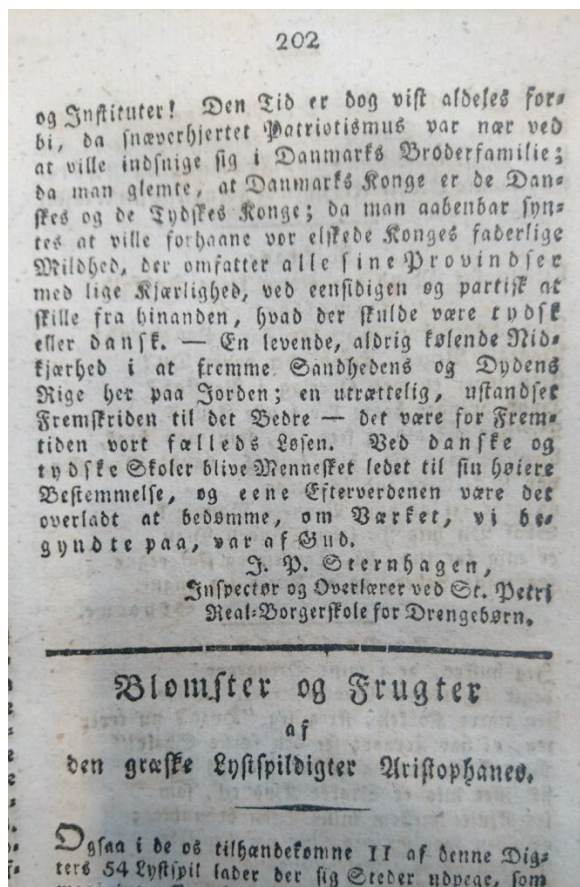 202
og Instituter! Den Tid er dog vist aldeles for-
bi, da snæverhjertet Patriotismus var nær ved
at ville indsnige sig i Danmarks Broderfamilie;
da man glemte, at Danmarks Konge er de Dan-
skes og de Tydskes Konge; da man aabenbar syn-
tes at ville forhaane vor elskede Konges faderlige
Mildhed, der omfatter alle sine Provindser
med lige Kjærlighed, ved eensidigen og partisk at
skille fra hinanden, hvad der skulde være tydsk
eller dansk. — En levende, aldrig kølende Nid-
kjærhed i at fremme Sandhedens og Dydens
Rige her paa Jorden; en utrættelig, ustandset
Fremskriden til det Bedre — det være for Frem-
tiden vort fælleds Løsen. Ved danske og
tydske Skoler blive Mennesket ledet til sin høiere
Bestemmelse, og eene Efterverdenen være det
overladt at bedømme, om Værket, vi be-
gyndte paa, var af Gud.
J. P. Sternhagen,
Inspectør og Overlærer ved St. Petri
Real-Borgerskole for Drengebørn.
Blomster og Frugter
af
den græske Lystspildigter Aristophanes.
Ogsaa i de os tilhændekomne 11 af denne Dig-
ters 54 Lystspil lader der sig Steder udpege, som